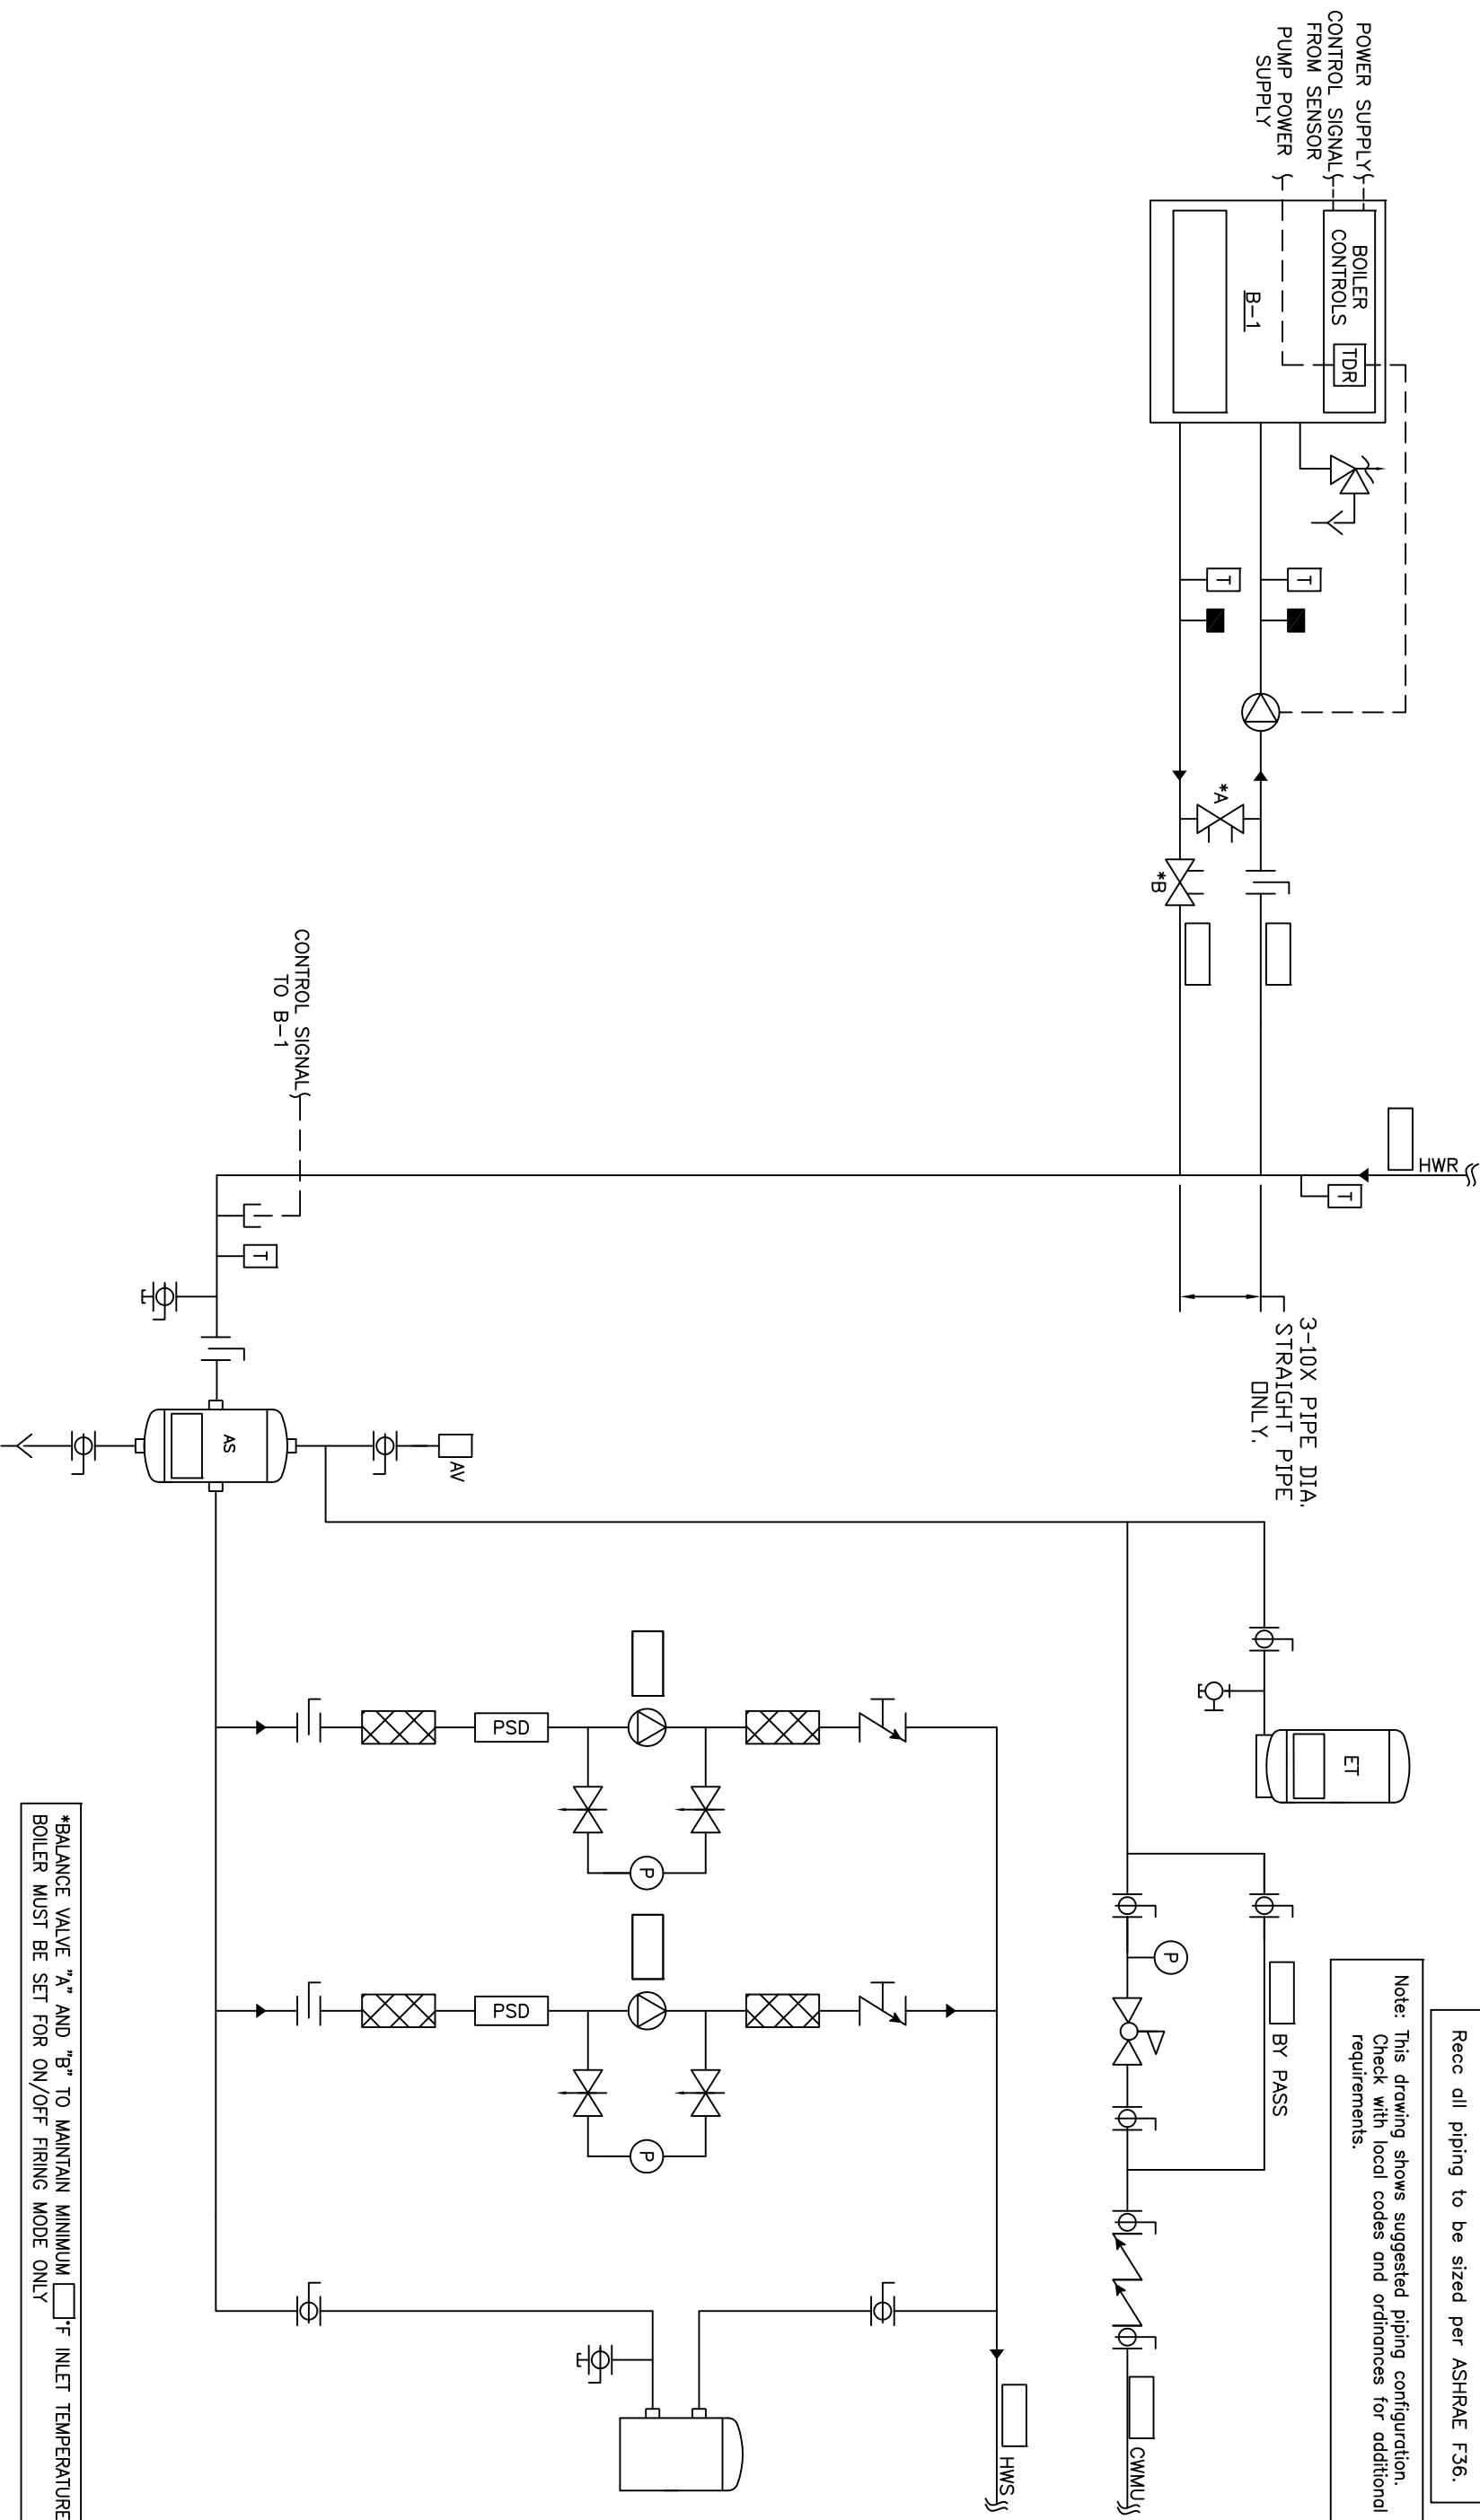 Recc all piping to be sized per ASHRAE F36.
Note: This drawing shows suggested piping configuration.
Check with local codes and ordinances for additional
requirements.
POWER SUPPLY
CONTROL SIGNAL
FROM SENSOR
PUMP POWER
SUPPLY
BOILER
CONTROLS
TDR
B-1
T
T
*A
*B
HWR
T
3-10X PIPE DIA.
STRAIGHT PIPE
ONLY.
ET
BY PASS
P
CWMU
HWS
CONTROL SIGNAL
TO B-1
T
AV
AS
PSD
P
PSD
P
*BALANCE VALVE "A" AND "B" TO MAINTAIN MINIMUM °F INLET TEMPERATURE
BOILER MUST BE SET FOR ON/OFF FIRING MODE ONLY